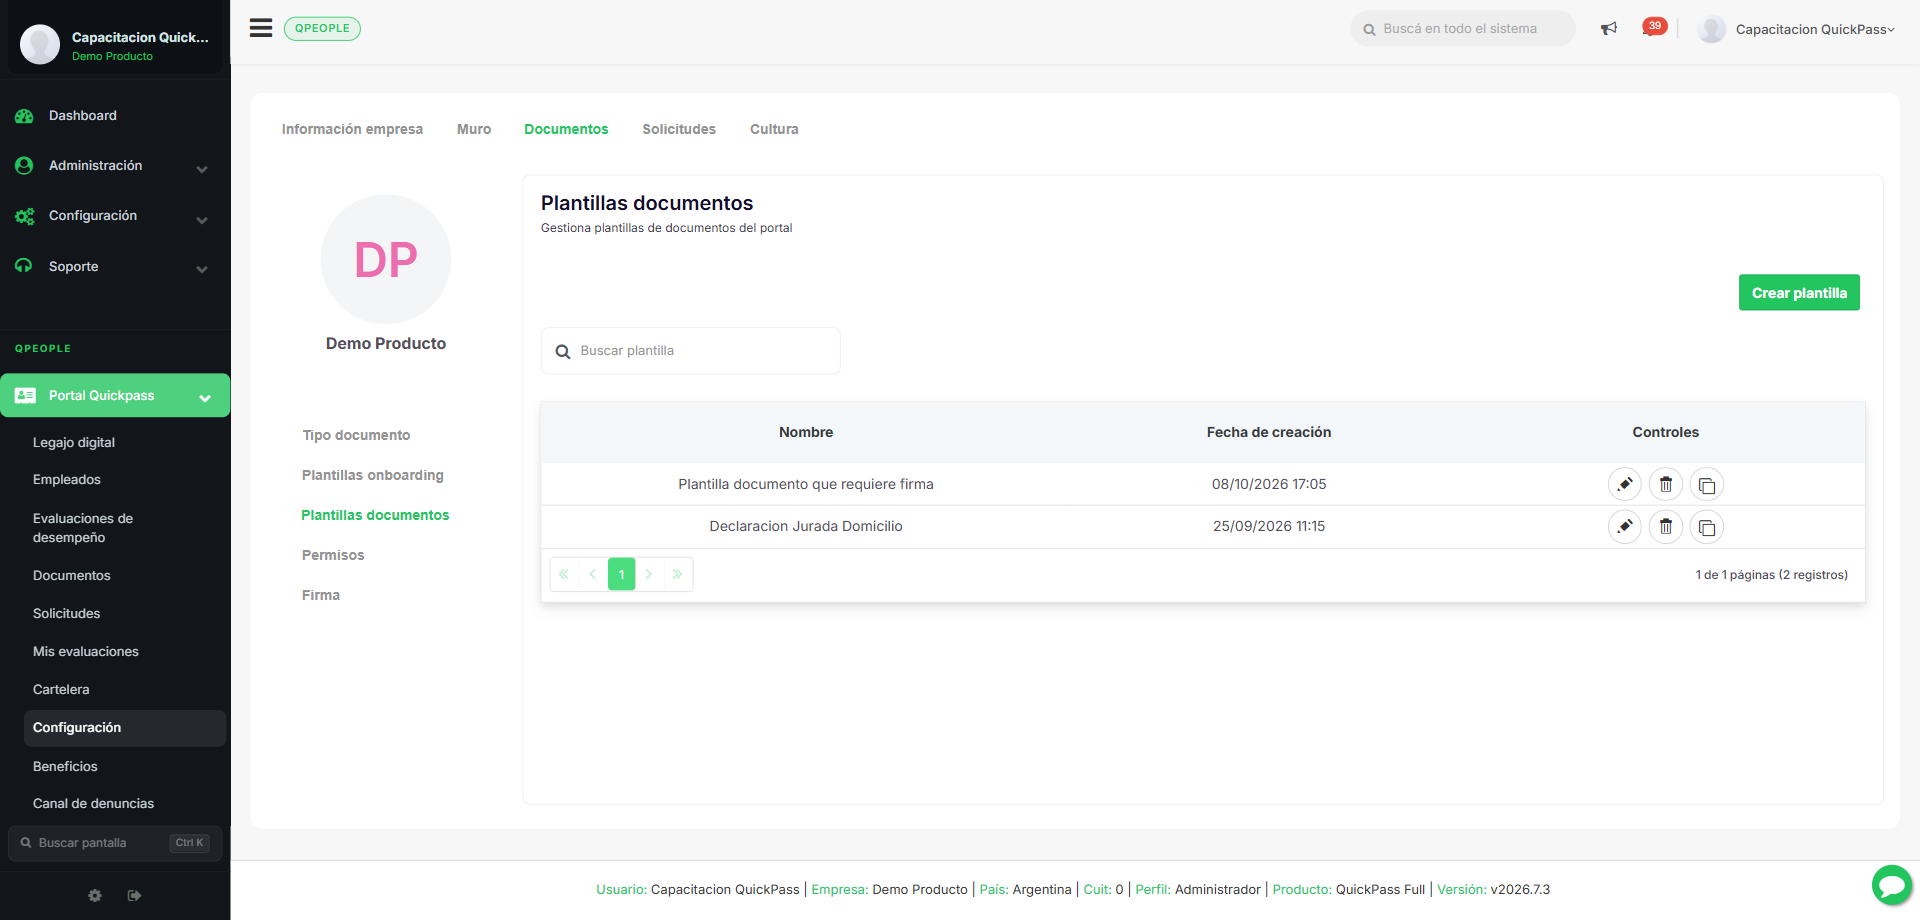 Capacitacion Quick...
Demo Producto
Dashboard
Administración
Configuración
Soporte
QPEOPLE
Portal Quickpass
Legajo digital
Empleados
Evaluaciones de
desempeño
Documentos
Solicitudes
Mis evaluaciones
Cartelera
Configuración
Beneficios
Canal de denuncias
Buscar pantalla Ctrl K
QPEOPLE
Buscá en todo el sistema
39
Capacitacion QuickPass
Información empresa Muro Documentos Solicitudes Cultura
DP
Demo Producto
Tipo documento
Plantillas onboarding
Plantillas documentos
Permisos
Firma
Plantillas documentos
Gestiona plantillas de documentos del portal
Crear plantilla
Buscar plantilla
Nombre Fecha de creación Controles
Plantilla documento que requiere firma 08/10/2026 17:05
Declaracion Jurada Domicilio 25/09/2026 11:15
« ‹ 1 › »
1 de 1 páginas (2 registros)
Usuario: Capacitacion QuickPass | Empresa: Demo Producto | País: Argentina | Cuit: 0 | Perfil: Administrador | Producto: QuickPass Full | Versión: v2026.7.3